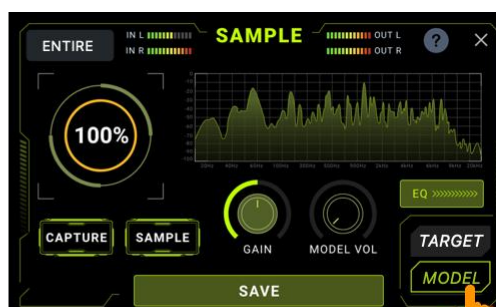 ENTIRE
IN L
IN R
SAMPLE
OUT L
OUT R
?
100%
CAPTURE
SAMPLE
GAIN
MODEL VOL
EQ
TARGET
MODEL
SAVE